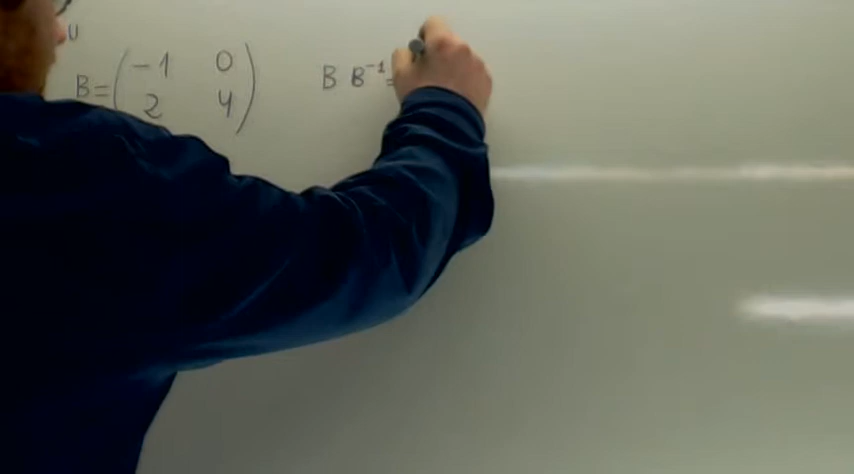 U
B = ( -1 0
2 4 ) B B⁻¹ =